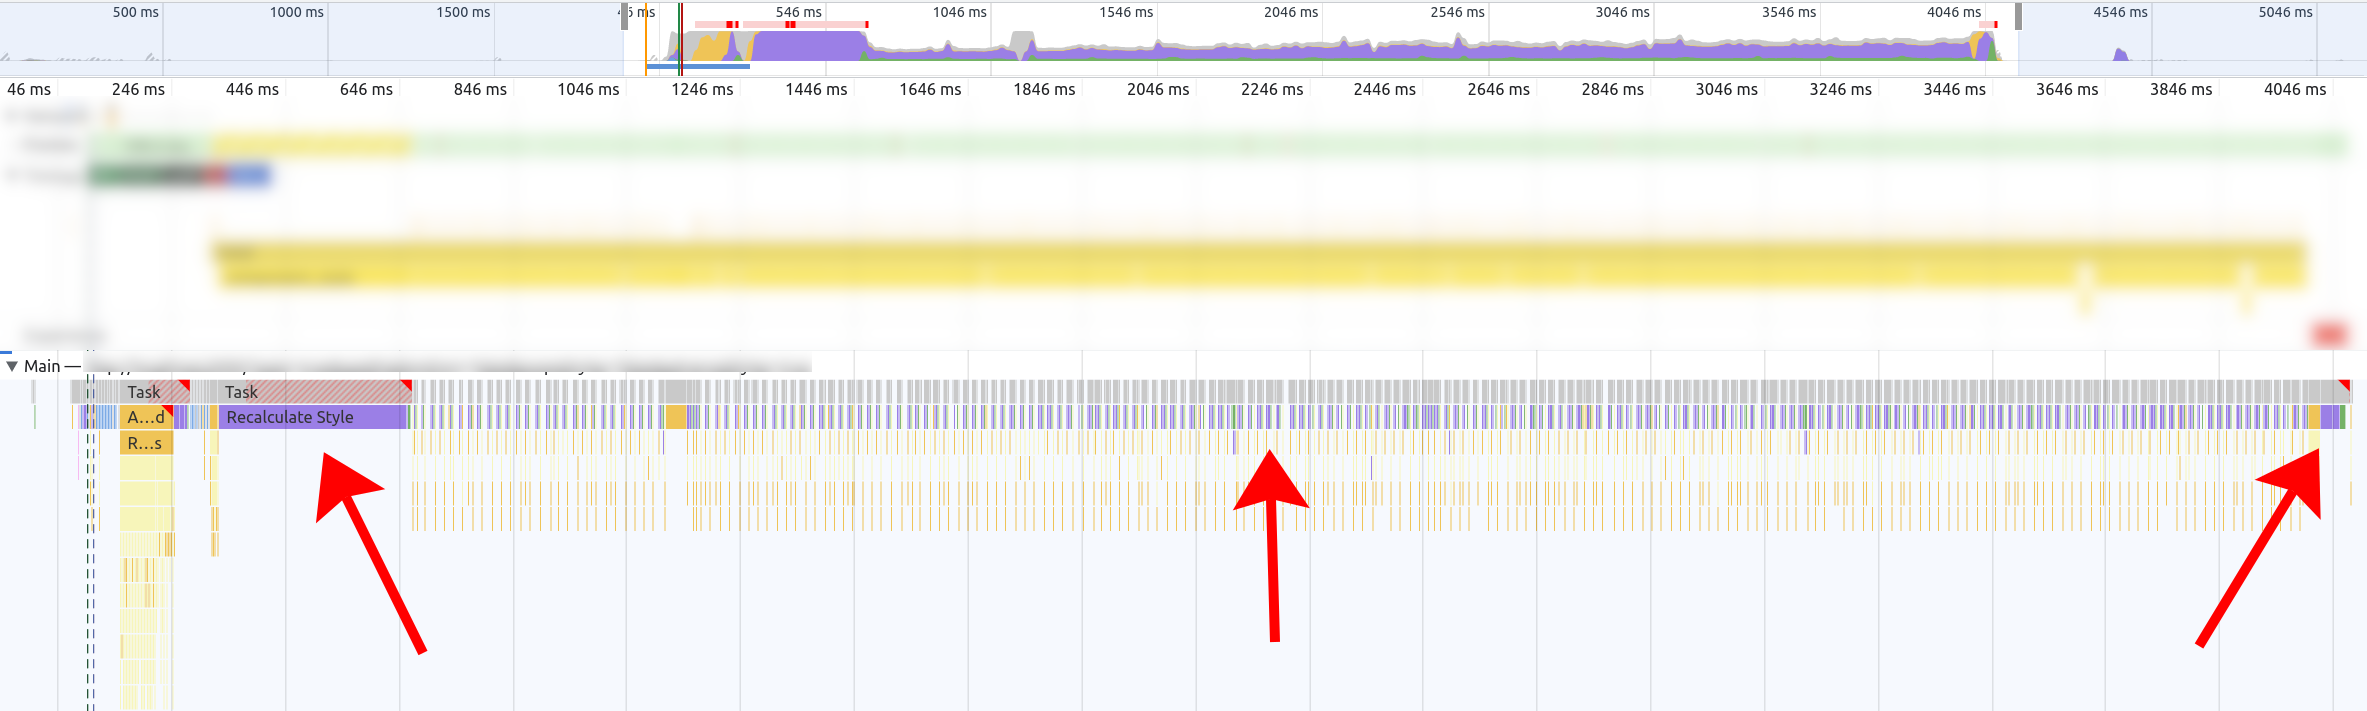 500 ms 1000 ms 1500 ms ms 546 ms 1046 ms 1546 ms 2046 ms 2546 ms 3046 ms 3546 ms 4046 ms 4546 ms 5046 ms
46 ms 246 ms 446 ms 646 ms 846 ms 1046 ms 1246 ms 1446 ms 1646 ms 1846 ms 2046 ms 2246 ms 2446 ms 2646 ms 2846 ms 3046 ms 3246 ms 3446 ms 3646 ms 3846 ms 4046 ms
Main —
Task Task
A...d Recalculate Style
R...s